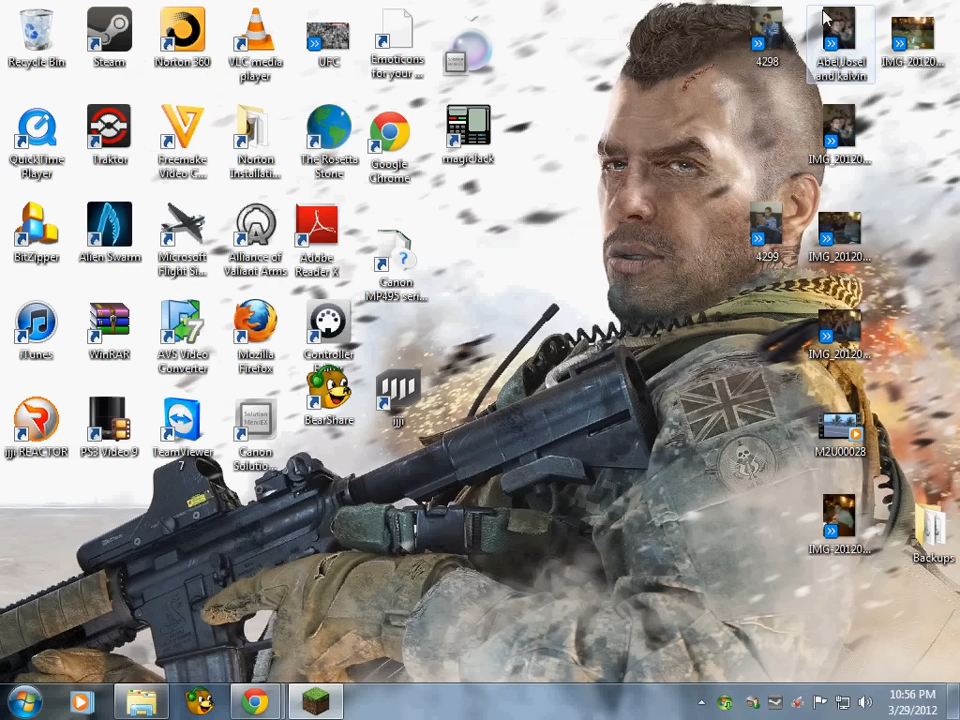 Recycle Bin
Steam
Norton 360
VLC media
player
UFC
Emoticons
for your ...
4298
Abel,Josel
and kalvin
IMG-20120...
QuickTime
Player
Traktor
Freemake
Video C...
Norton
Installati...
The Rosetta
Stone
Google
Chrome
magicJack
IMG_20120...
BitZipper
Alien Swarm
Microsoft
Flight Si...
Alliance of
Valiant Arms
Adobe
Reader X
Canon
MP495 seri...
4299
IMG_20120...
iTunes
WinRAR
AVS Video
Converter
Mozilla
Firefox
Controller
BearShare
jiji
IMG_20120...
jiji REACTOR
PS3 Video 9
TeamViewer
7
Solution
MenuEX
Canon
Solutio...
M2U00028
IMG-20120...
Backups
10:56 PM
3/29/2012